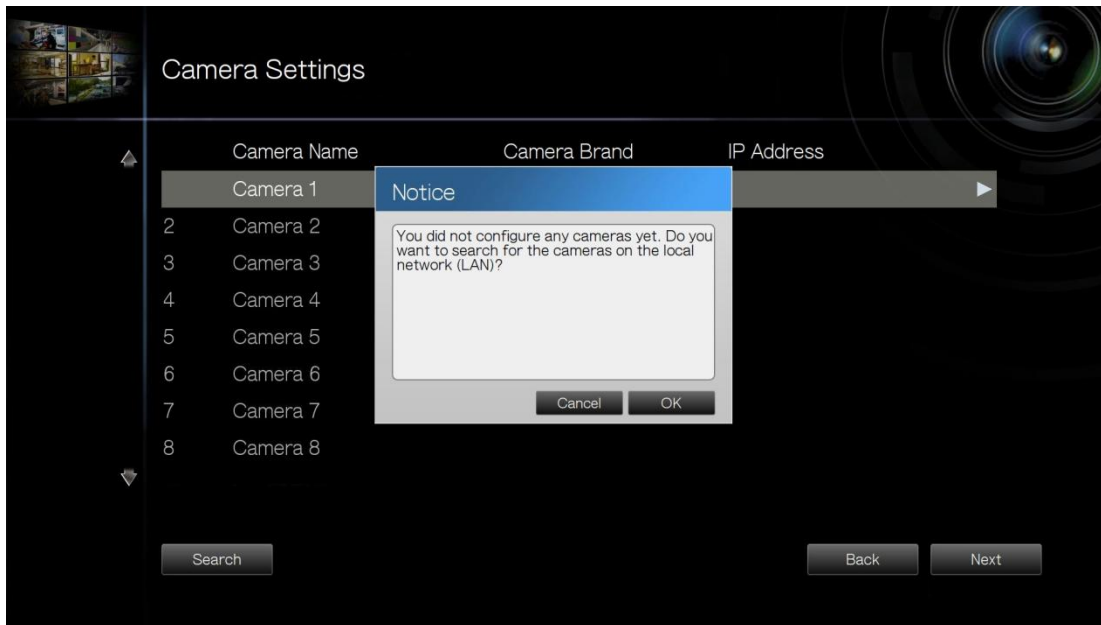 Camera Settings
Camera Name Camera Brand IP Address
Camera 1
Notice
You did not configure any cameras yet. Do you
want to search for the cameras on the local
network (LAN)?
2 Camera 2
3 Camera 3
4 Camera 4
5 Camera 5
6 Camera 6
7 Camera 7
8 Camera 8
Cancel OK
Search Back Next